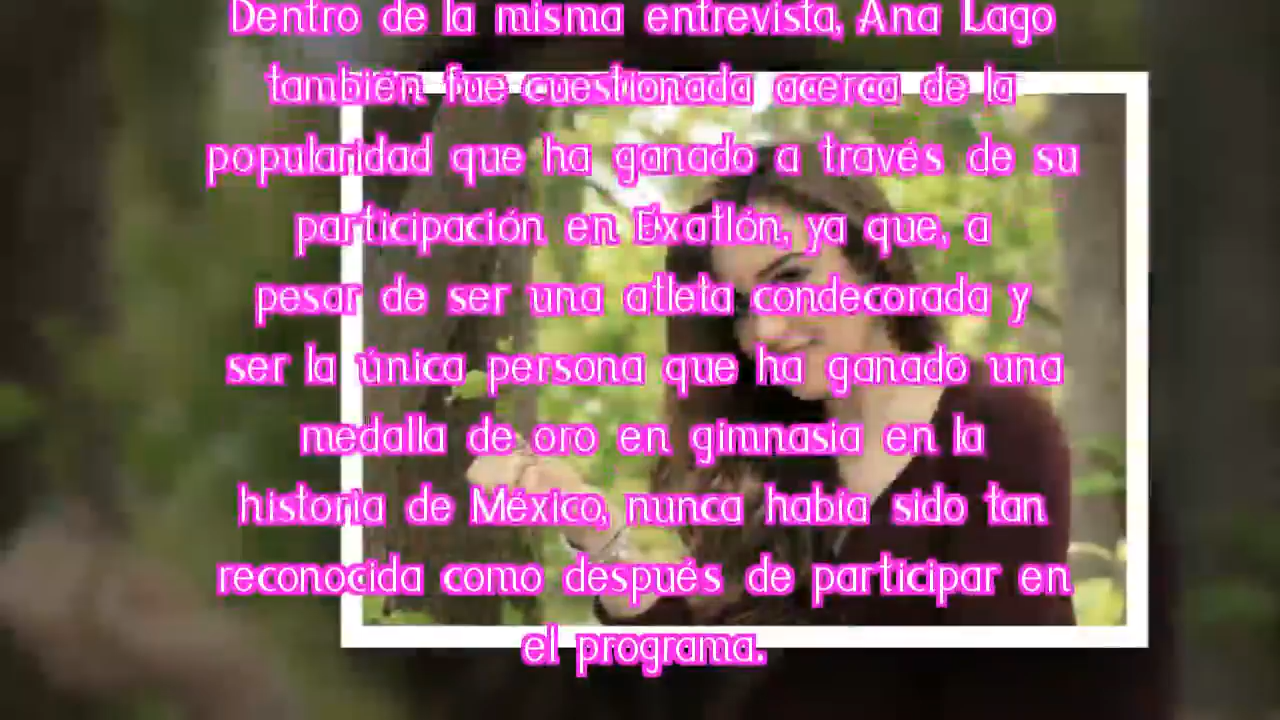 Dentro de la misma entrevista, Ana Lago
también fue cuestionada acerca de la
popularidad que ha ganado a través de su
participación en Exatlón, ya que, a
pesar de ser una atleta condecorada y
ser la única persona que ha ganado una
medalla de oro en gimnasia en la
historia de México, nunca había sido tan
reconocida como después de participar en
el programa.